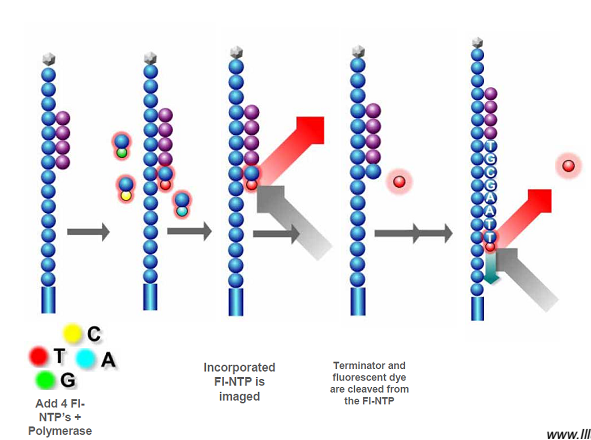 T
G
C
G
A
A
T
T
C
T
A
G
Add 4 Fl-
NTP's +
Polymerase
Incorporated
Fl-NTP is
imaged
Terminator and
fluorescent dye
are cleaved from
the Fl-NTP
www.Ill